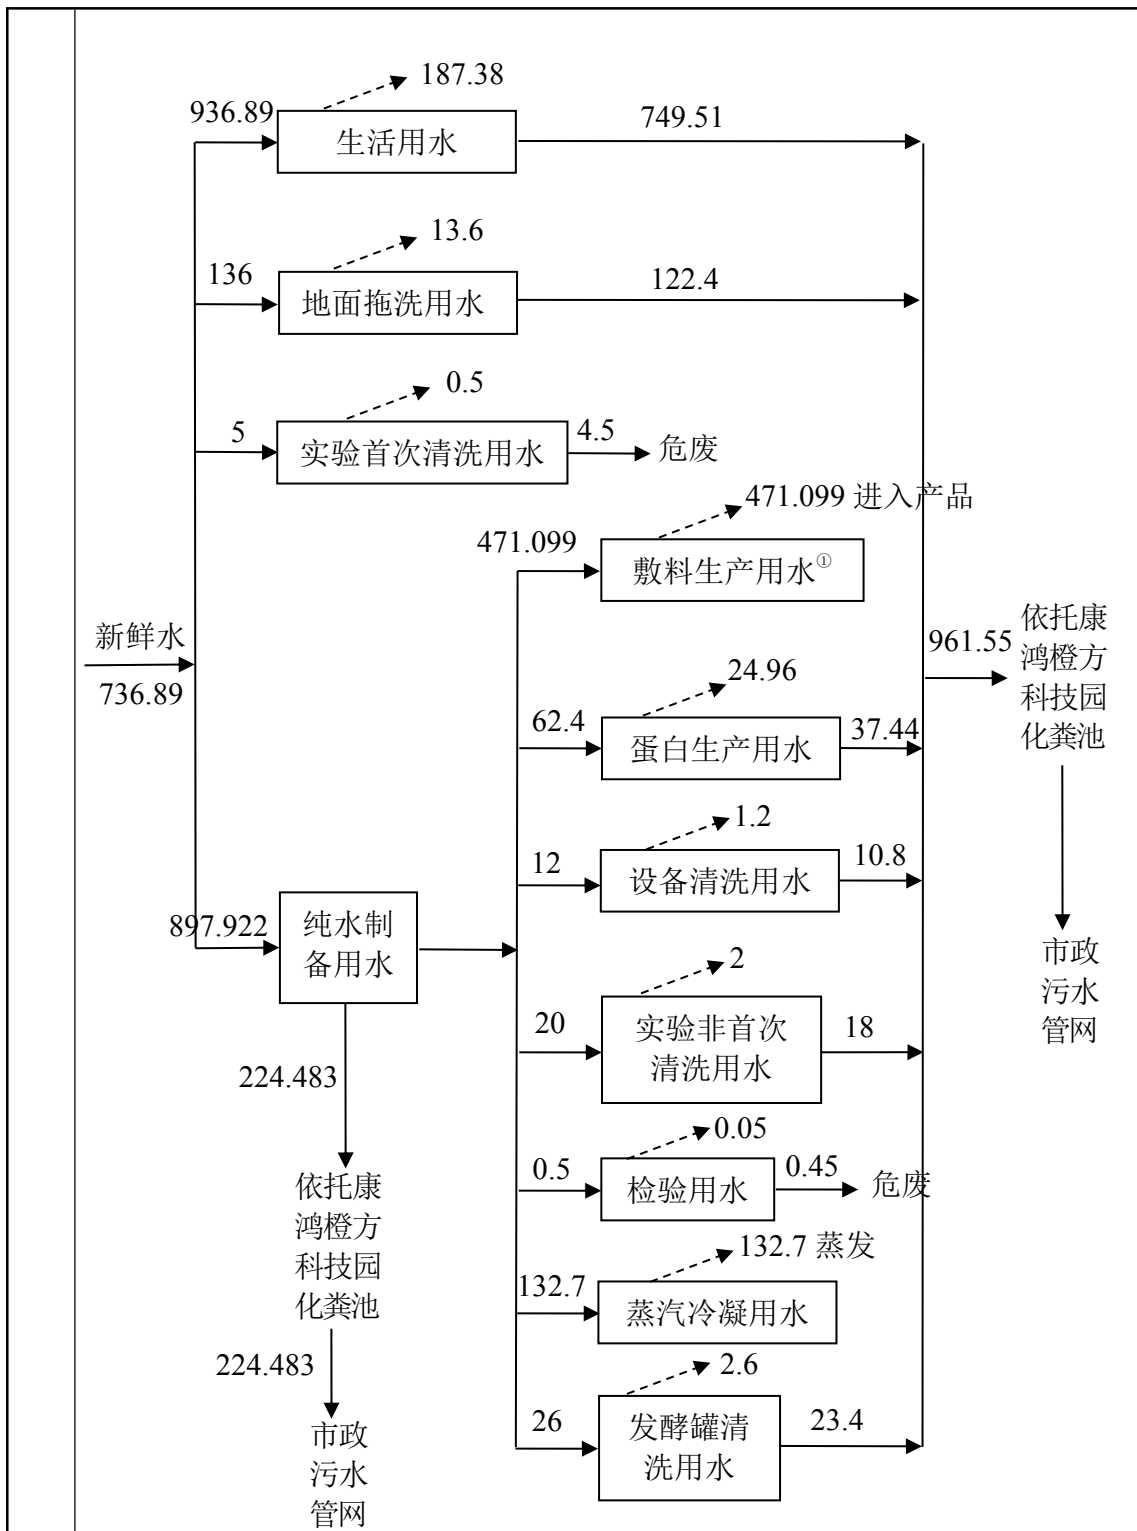 187.38
936.89
生活用水
749.51
13.6
136
地面拖洗用水
122.4
0.5
5
实验首次清洗用水
4.5
危废
471.099 进入产品
471.099
敷料生产用水①
新鲜水
736.89
961.55
依托康
鸿橙方
科技园
化粪池
24.96
62.4
蛋白生产用水
37.44
1.2
12
设备清洗用水
10.8
897.922
纯水制
备用水
市政
污水
管网
2
20
实验非首次
清洗用水
18
224.483
0.05
0.5
检验用水
0.45
危废
依托康
鸿橙方
科技园
化粪池
132.7 蒸发
132.7
蒸汽冷凝用水
224.483
2.6
26
发酵罐清
洗用水
23.4
市政
污水
管网